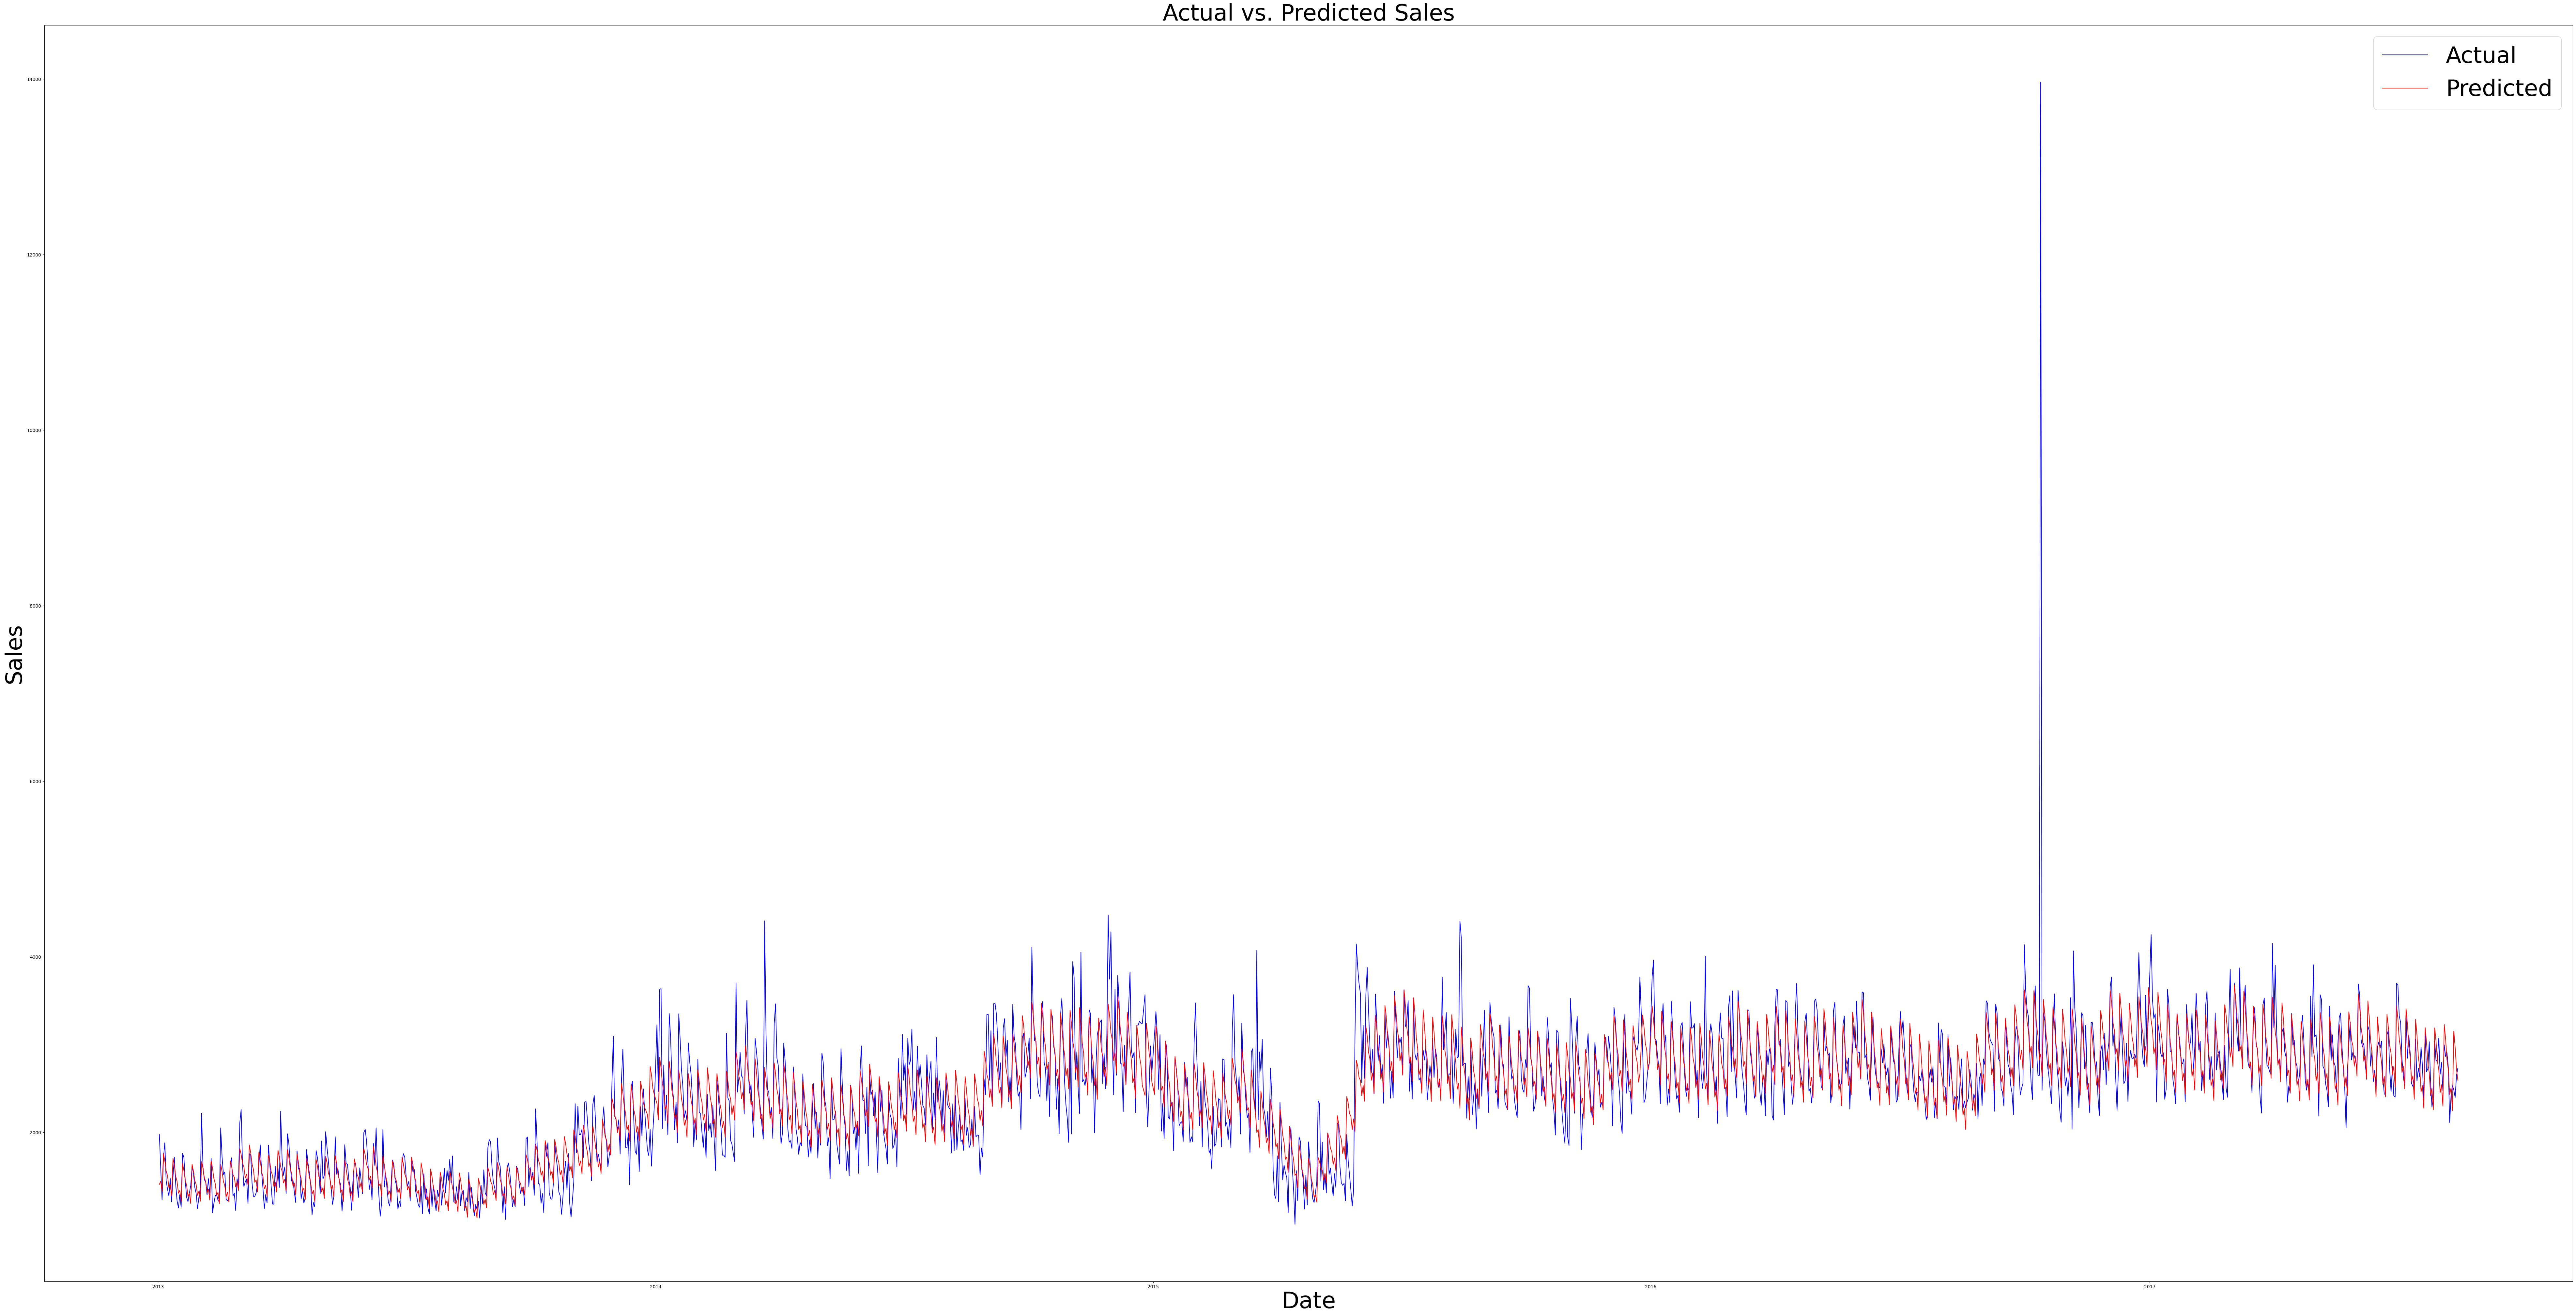 Actual vs. Predicted Sales
Actual
Predicted
14000
12000
10000
8000
6000
4000
2000
Sales
2013
2014
2015
2016
2017
Date